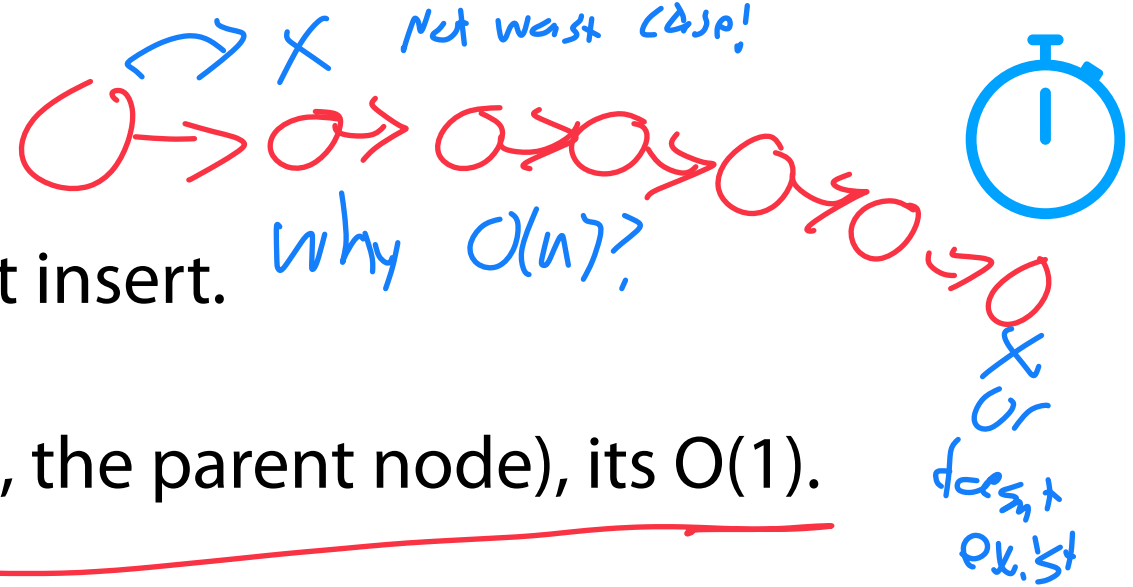 X Not worst case!
Why O(n)?
t insert.
X
or
doesn't
exist
, the parent node), its O(1).